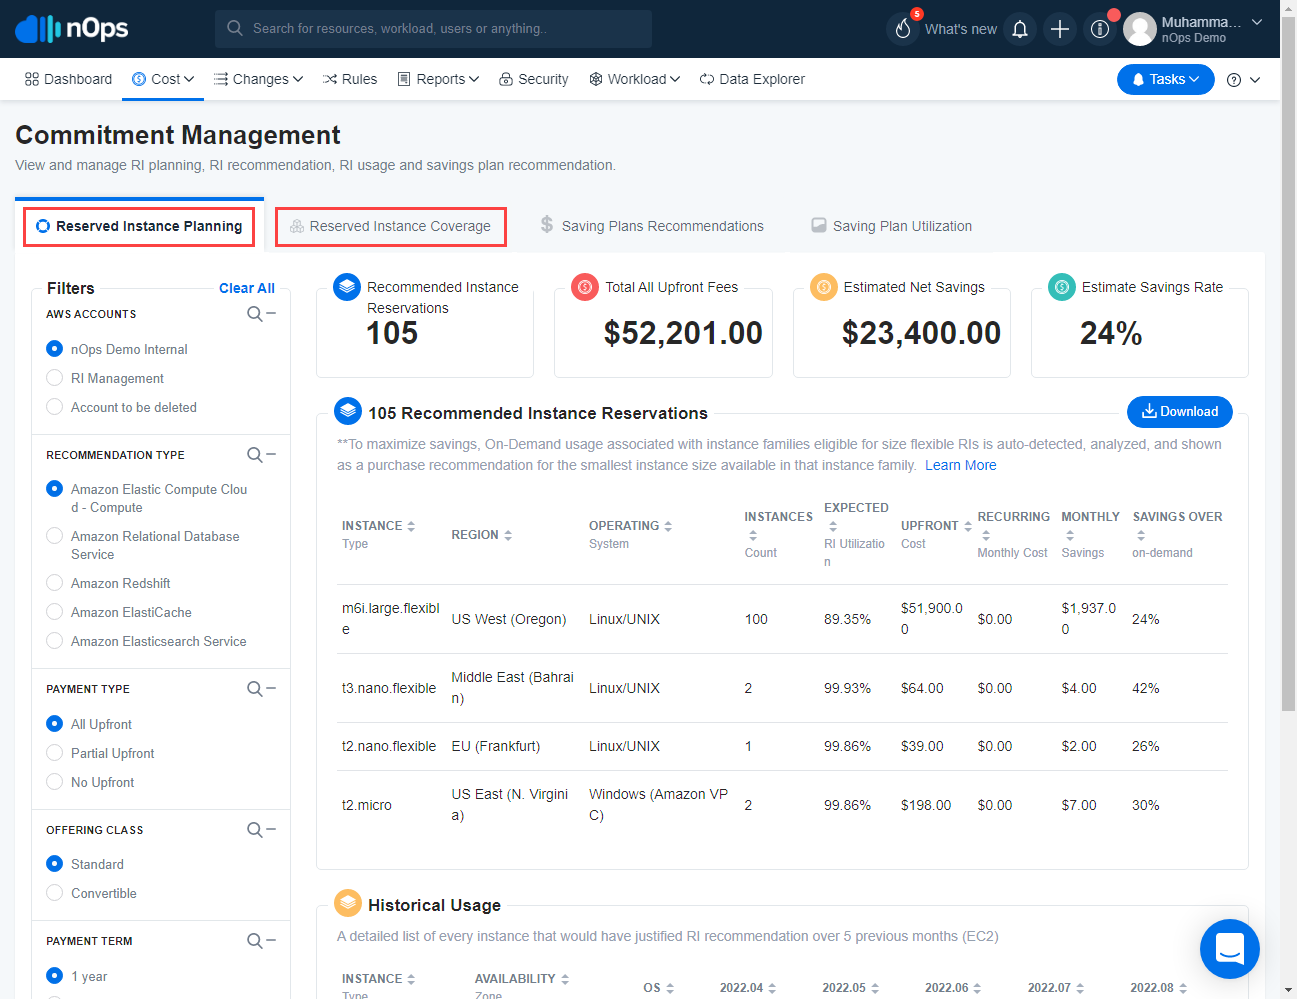 nOps
Search for resources, workload, users or anything..
5
What's new
Muhamma...
nOps Demo
Dashboard
Cost
Changes
Rules
Reports
Security
Workload
Data Explorer
Tasks
Commitment Management
View and manage RI planning, RI recommendation, RI usage and savings plan recommendation.
Reserved Instance Planning
Reserved Instance Coverage
Saving Plans Recommendations
Saving Plan Utilization
Filters
Clear All
AWS ACCOUNTS
nOps Demo Internal
RI Management
Account to be deleted
RECOMMENDATION TYPE
Amazon Elastic Compute Clou
d - Compute
Amazon Relational Database
Service
Amazon Redshift
Amazon ElastiCache
Amazon Elasticsearch Service
PAYMENT TYPE
All Upfront
Partial Upfront
No Upfront
OFFERING CLASS
Standard
Convertible
PAYMENT TERM
1 year
Recommended Instance
Reservations
105
Total All Upfront Fees
$52,201.00
Estimated Net Savings
$23,400.00
Estimate Savings Rate
24%
105 Recommended Instance Reservations
Download
**To maximize savings, On-Demand usage associated with instance families eligible for size flexible RIs is auto-detected, analyzed, and shown
as a purchase recommendation for the smallest instance size available in that instance family. Learn More
INSTANCE
Type
REGION
OPERATING
System
INSTANCES
Count
EXPECTED
RI Utilizatio
n
UPFRONT
Cost
RECURRING
Monthly Cost
MONTHLY
Savings
SAVINGS OVER
on-demand
m6i.large.flexibl
e
US West (Oregon)
Linux/UNIX
100
89.35%
$51,900.0
0
$0.00
$1,937.0
0
24%
t3.nano.flexible
Middle East (Bahrai
n)
Linux/UNIX
2
99.93%
$64.00
$0.00
$4.00
42%
t2.nano.flexible
EU (Frankfurt)
Linux/UNIX
1
99.86%
$39.00
$0.00
$2.00
26%
t2.micro
US East (N. Virgini
a)
Windows (Amazon VP
C)
2
99.86%
$198.00
$0.00
$7.00
30%
Historical Usage
A detailed list of every instance that would have justified RI recommendation over 5 previous months (EC2)
INSTANCE
Type
AVAILABILITY
Zone
OS
2022.04
2022.05
2022.06
2022.07
2022.08